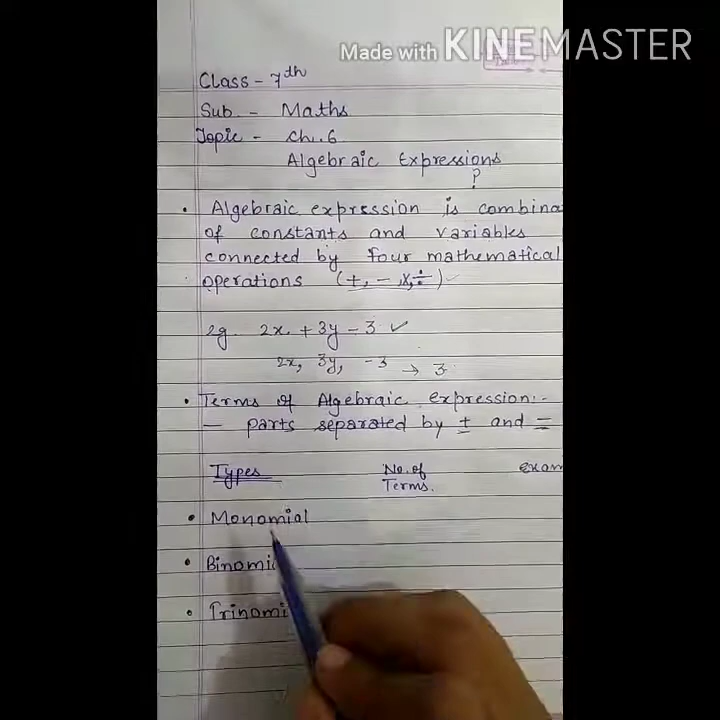 Made with KINEMASTER
Class - 7th
Sub. - Maths
Topic - Ch. 6
Algebraic Expressions
?
• Algebraic expression is combina
of constants and variables
connected by four mathematical
operations (+, -, x, ÷) ✓
eg. 2x + 3y - 3 ✓
2x, 3y, -3 → 3
• Terms of Algebraic expression:-
— parts separated by + and -
Types No. of exam
Terms.
• Monomial
• Binomi
• Trinomi